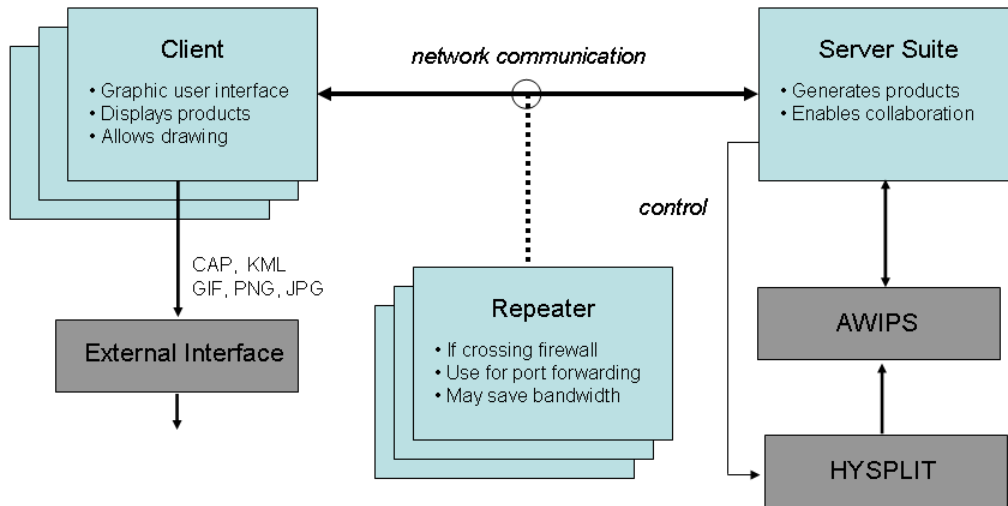 Client
• Graphic user interface
• Displays products
• Allows drawing
network communication
Server Suite
• Generates products
• Enables collaboration
control
CAP, KML
GIF, PNG, JPG
External Interface
Repeater
• If crossing firewall
• Use for port forwarding
• May save bandwidth
AWIPS
HYSPLIT